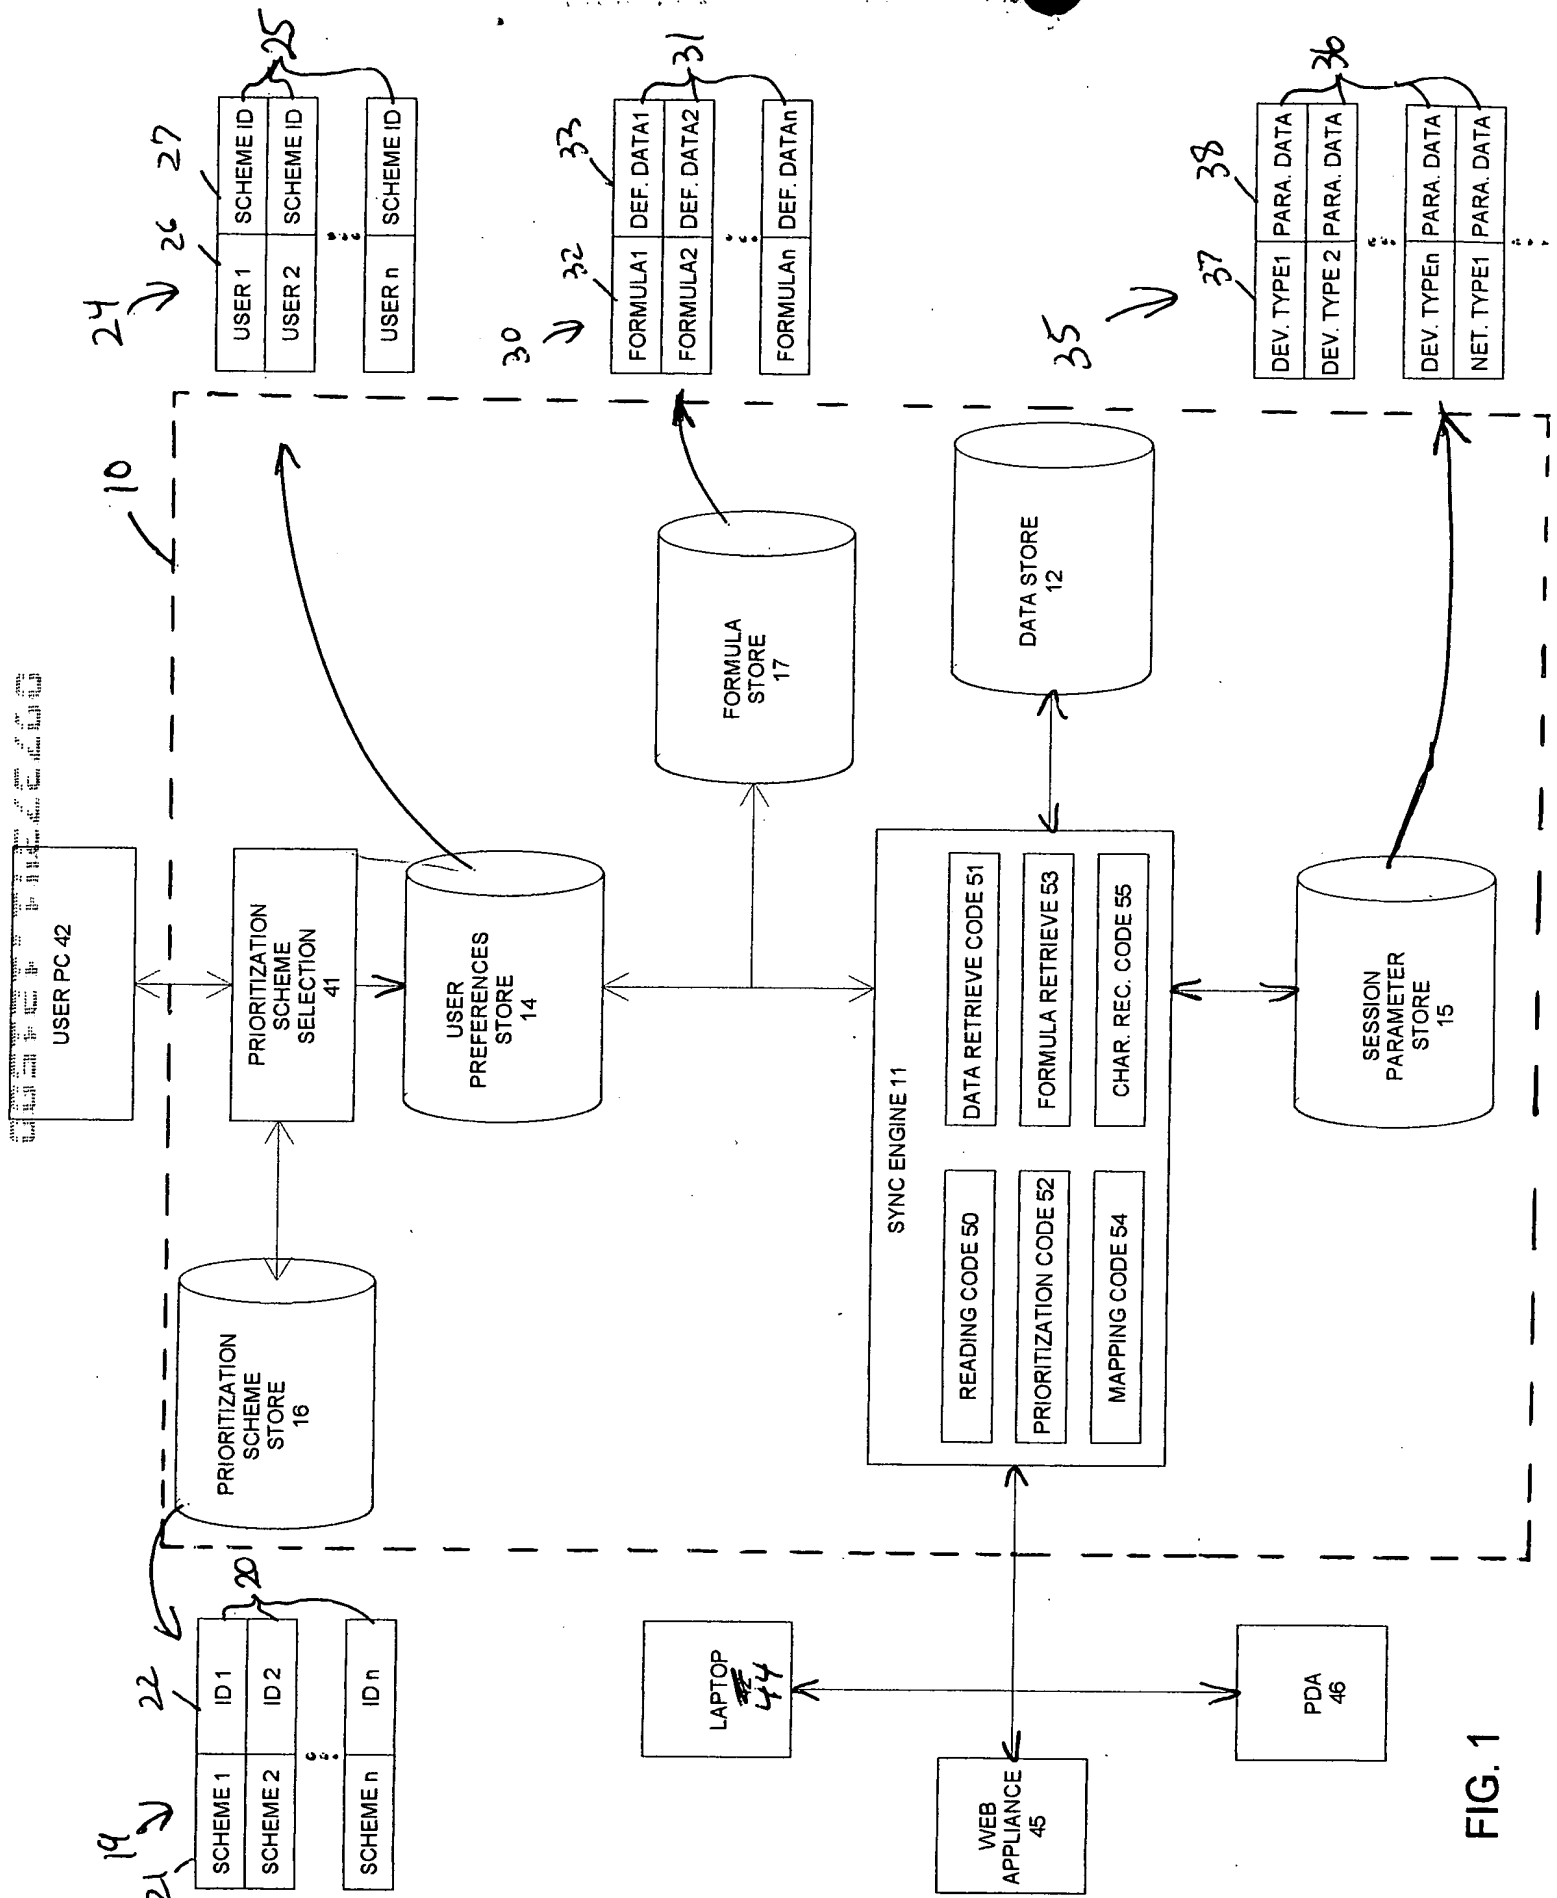 19
21
22
SCHEME 1 ID 1
SCHEME 2 ID 2
SCHEME n ID n
20
USER PC 42
10
PRIORITIZATION
SCHEME
STORE
16
PRIORITIZATION
SCHEME
SELECTION
41
USER
PREFERENCES
STORE
14
24
26
27
USER 1 SCHEME ID
USER 2 SCHEME ID
USER n SCHEME ID
25
FORMULA
STORE
17
30
32
33
FORMULA1 DEF. DATA1
FORMULA2 DEF. DATA2
FORMULAn DEF. DATAn
31
LAPTOP
44
WEB
APPLIANCE
45
PDA
46
SYNC ENGINE 11
READING CODE 50
DATA RETRIEVE CODE 51
PRIORITIZATION CODE 52
FORMULA RETRIEVE 53
MAPPING CODE 54
CHAR. REC. CODE 55
DATA STORE
12
SESSION
PARAMETER
STORE
15
35
37
38
DEV. TYPE1 PARA. DATA
DEV. TYPE 2 PARA. DATA
DEV. TYPEn PARA. DATA
NET. TYPE1 PARA. DATA
36
FIG. 1